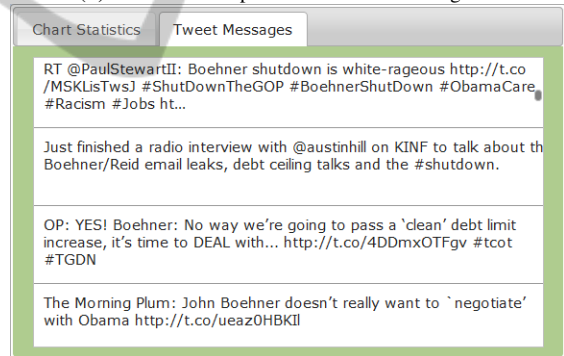 Chart Statistics Tweet Messages
RT @PaulStewartII: Boehner shutdown is white-rageous http://t.co
/MSKLisTwsJ #ShutDownTheGOP #BoehnerShutDown #ObamaCare
#Racism #Jobs ht...
Just finished a radio interview with @austinhill on KINF to talk about th
Boehner/Reid email leaks, debt ceiling talks and the #shutdown.
OP: YES! Boehner: No way we're going to pass a `clean' debt limit
increase, it's time to DEAL with... http://t.co/4DDmxOTFgv #tcot
#TGDN
The Morning Plum: John Boehner doesn't really want to `negotiate'
with Obama http://t.co/ueaz0HBKIl